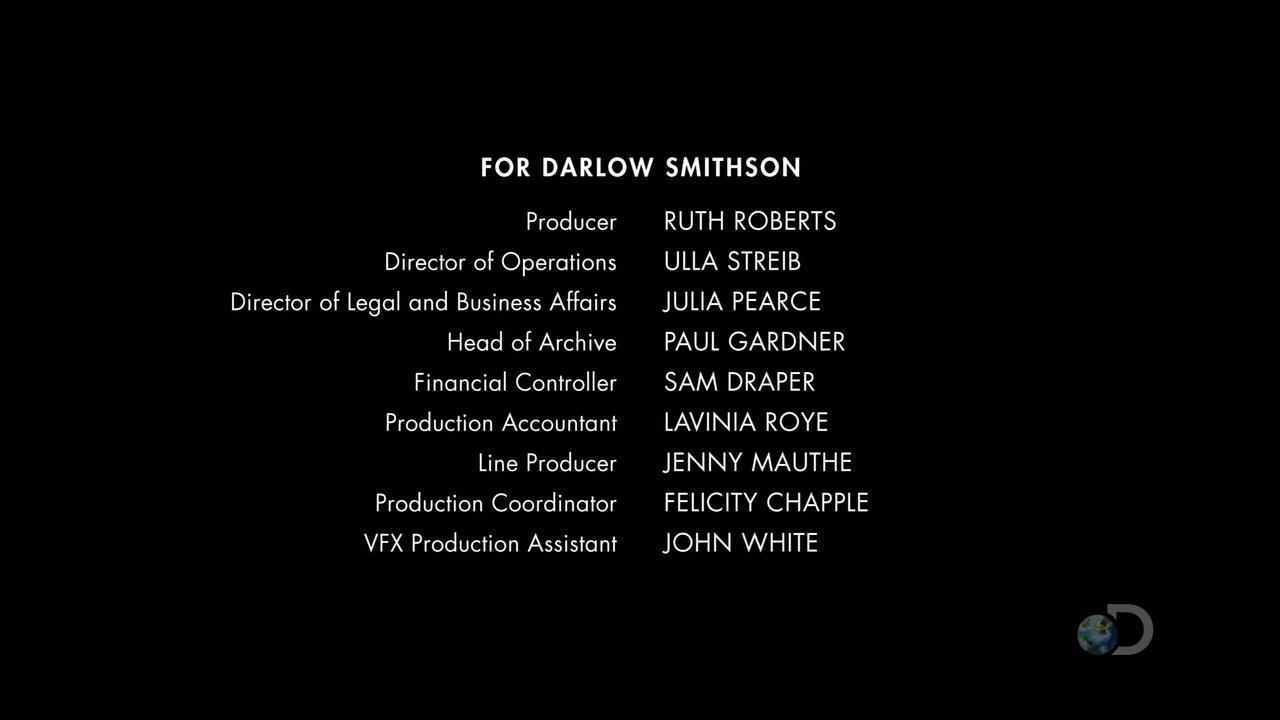 FOR DARLOW SMITHSON
Producer RUTH ROBERTS
Director of Operations ULLA STREIB
Director of Legal and Business Affairs JULIA PEARCE
Head of Archive PAUL GARDNER
Financial Controller SAM DRAPER
Production Accountant LAVINIA ROYE
Line Producer JENNY MAUTHE
Production Coordinator FELICITY CHAPPLE
VFX Production Assistant JOHN WHITE
D